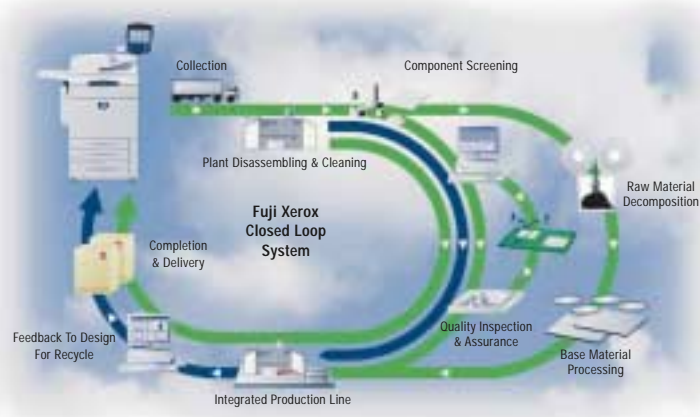 Collection
Component Screening
Plant Disassembling & Cleaning
Raw Material
Decomposition
Fuji Xerox
Closed Loop
System
Completion
& Delivery
Feedback To Design
For Recycle
Quality Inspection
& Assurance
Base Material
Processing
Integrated Production Line